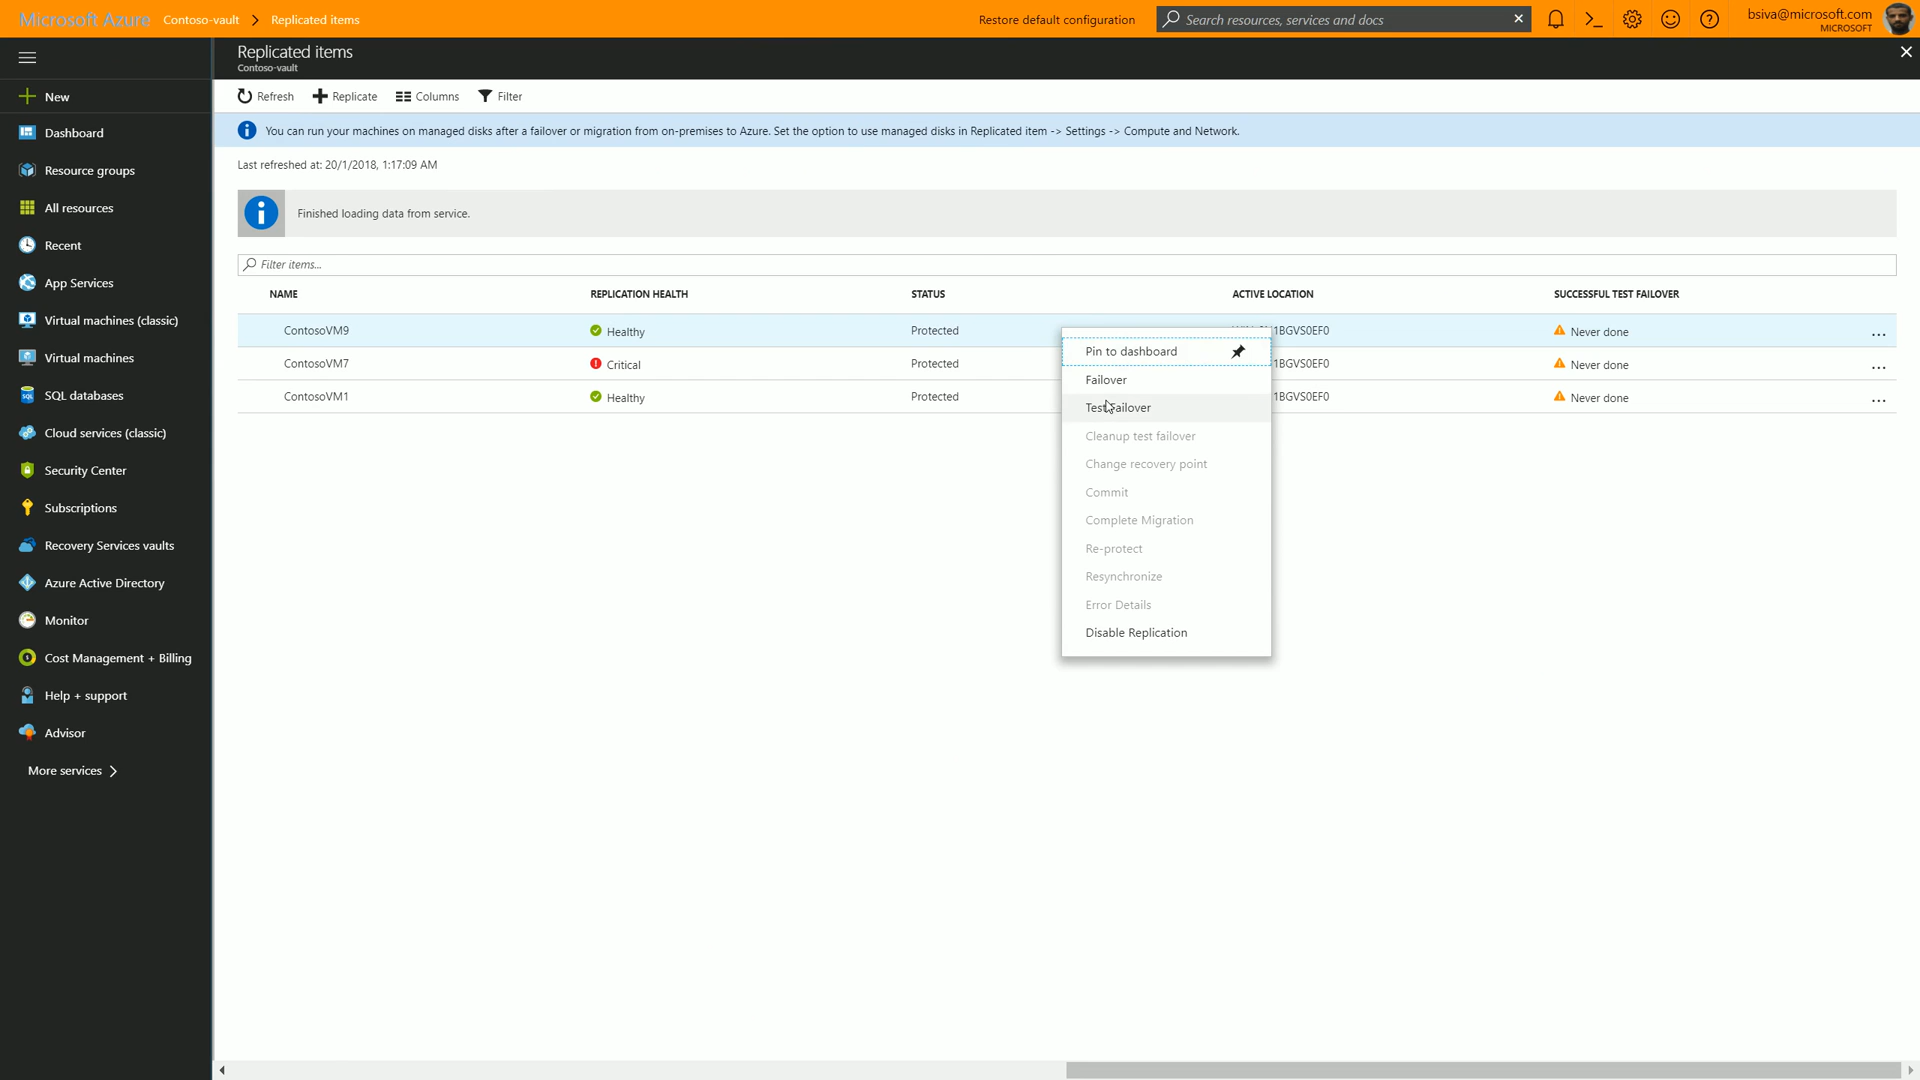 Microsoft Azure Contoso-vault > Replicated items
Restore default configuration
Search resources, services and docs
bsiva@microsoft.com
MICROSOFT
Replicated items
Contoso-vault
New
Dashboard
Resource groups
All resources
Recent
App Services
Virtual machines (classic)
Virtual machines
SQL databases
Cloud services (classic)
Security Center
Subscriptions
Recovery Services vaults
Azure Active Directory
Monitor
Cost Management + Billing
Help + support
Advisor
More services
Refresh Replicate Columns Filter
You can run your machines on managed disks after a failover or migration from on-premises to Azure. Set the option to use managed disks in Replicated item -> Settings -> Compute and Network.
Last refreshed at: 20/1/2018, 1:17:09 AM
Finished loading data from service.
Filter items...
NAME REPLICATION HEALTH STATUS ACTIVE LOCATION SUCCESSFUL TEST FAILOVER
ContosoVM9 Healthy Protected 1BGVS0EF0 Never done ...
ContosoVM7 Critical Protected 1BGVS0EF0 Never done ...
ContosoVM1 Healthy Protected 1BGVS0EF0 Never done ...
Pin to dashboard
Failover
Test Failover
Cleanup test failover
Change recovery point
Commit
Complete Migration
Re-protect
Resynchronize
Error Details
Disable Replication